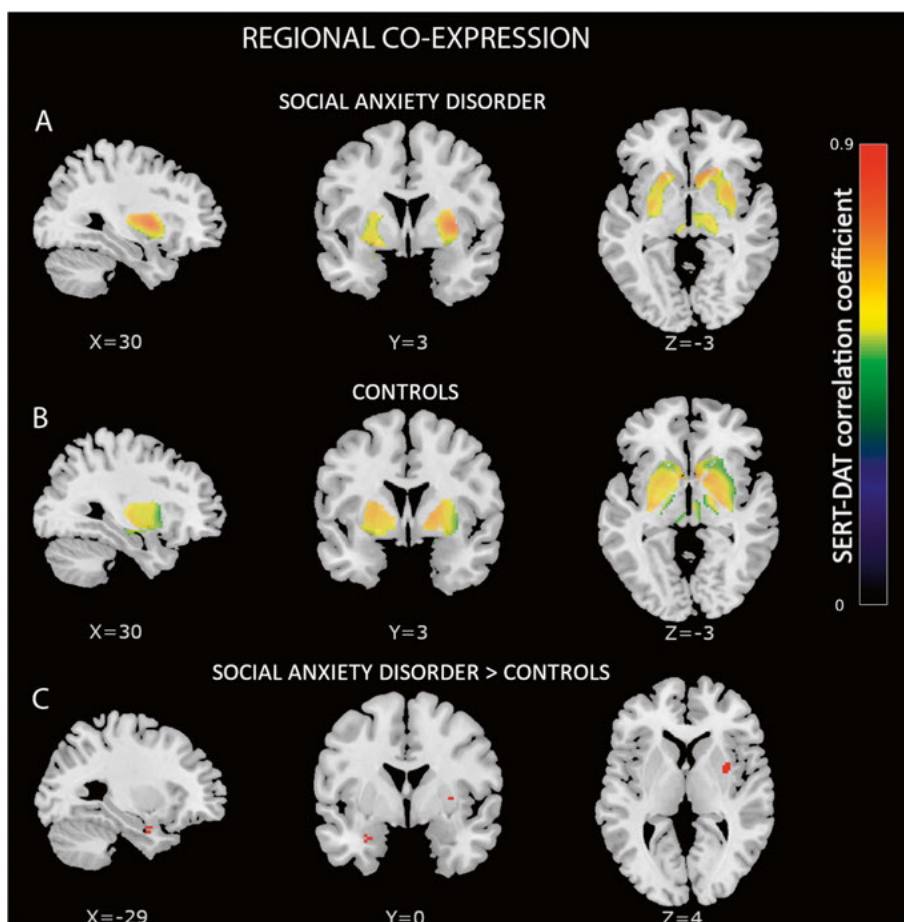 REGIONAL CO-EXPRESSION
SOCIAL ANXIETY DISORDER
A
X=30
Y=3
Z=-3
CONTROLS
B
X=30
Y=3
Z=-3
SOCIAL ANXIETY DISORDER > CONTROLS
C
X=-29
Y=0
Z=4
0.9
SERT-DAT correlation coefficient
0